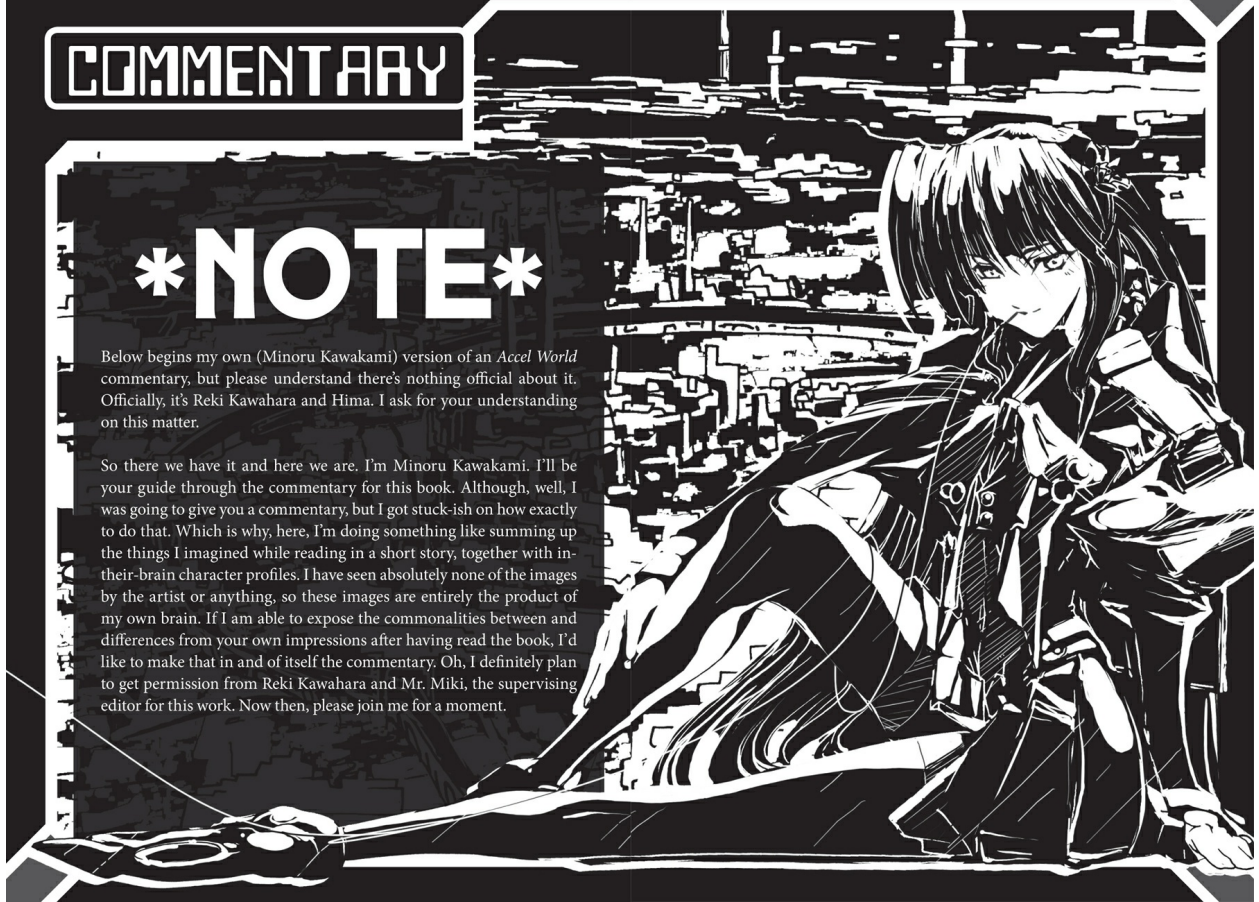 COMMENTARY
*NOTE*
Below begins my own (Minoru Kawakami) version of an Accel World
commentary, but please understand there's nothing official about it.
Officially, it's Reki Kawahara and Hima. I ask for your understanding
on this matter.
So there we have it and here we are. I'm Minoru Kawakami. I'll be
your guide through the commentary for this book. Although, well, I
was going to give you a commentary, but I got stuck-ish on how exactly
to do that. Which is why, here, I'm doing something like summing up
the things I imagined while reading in a short story, together with in-
their-brain character profiles. I have seen absolutely none of the images
by the artist or anything, so these images are entirely the product of
my own brain. If I am able to expose the commonalities between and
differences from your own impressions after having read the book, I'd
like to make that in and of itself the commentary. Oh, I definitely plan
to get permission from Reki Kawahara and Mr. Miki, the supervising
editor for this work. Now then, please join me for a moment.